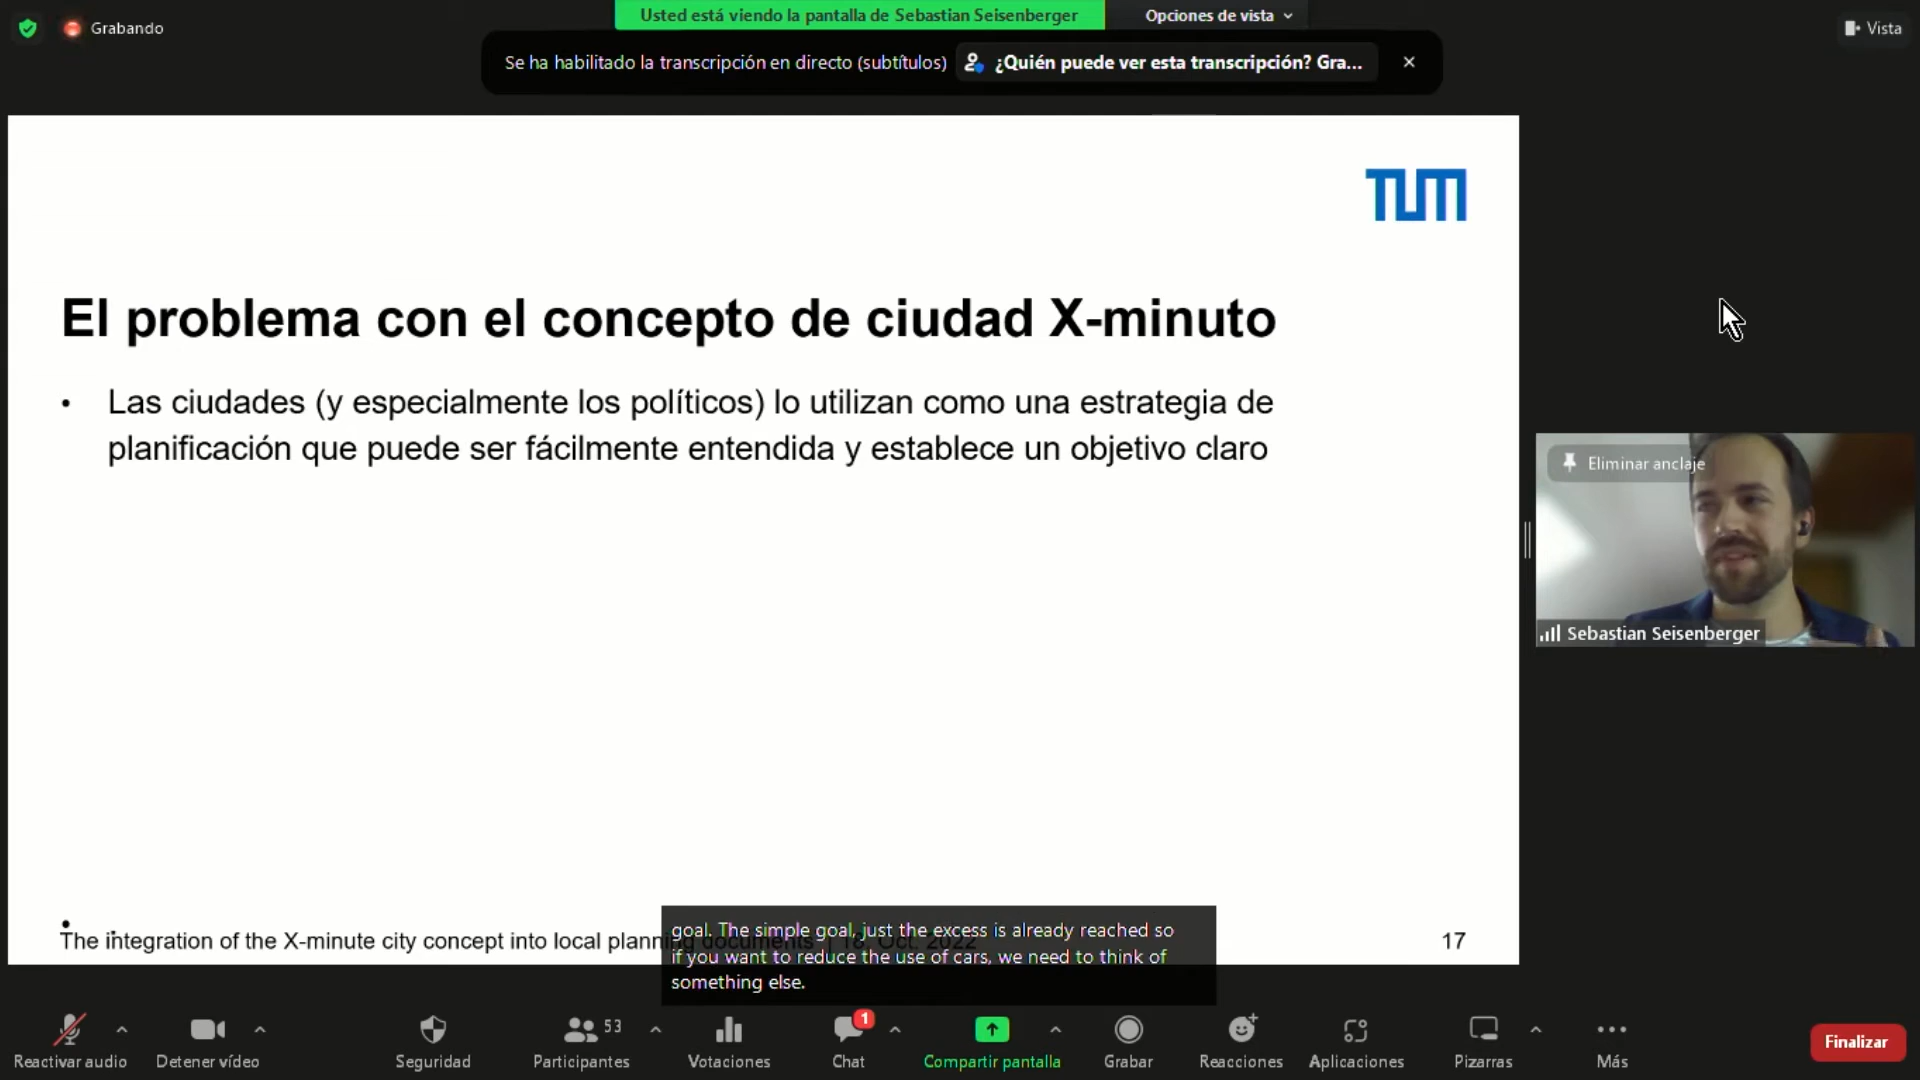 Grabando
Usted está viendo la pantalla de Sebastian Seisenberger
Opciones de vista
Vista
Se ha habilitado la transcripción en directo (subtítulos)
¿Quién puede ver esta transcripción? Gra...
TUM
El problema con el concepto de ciudad X-minuto
• Las ciudades (y especialmente los políticos) lo utilizan como una estrategia de
planificación que puede ser fácilmente entendida y establece un objetivo claro
Eliminar anclaje
Sebastian Seisenberger
The integration of the X-minute city concept into local planning documents | 18. Oct. 2022
17
goal. The simple goal, just the excess is already reached so
if you want to reduce the use of cars, we need to think of
something else.
Reactivar audio
Detener vídeo
Seguridad
53
Participantes
Votaciones
1
Chat
Compartir pantalla
Grabar
Reacciones
Aplicaciones
Pizarras
Más
Finalizar